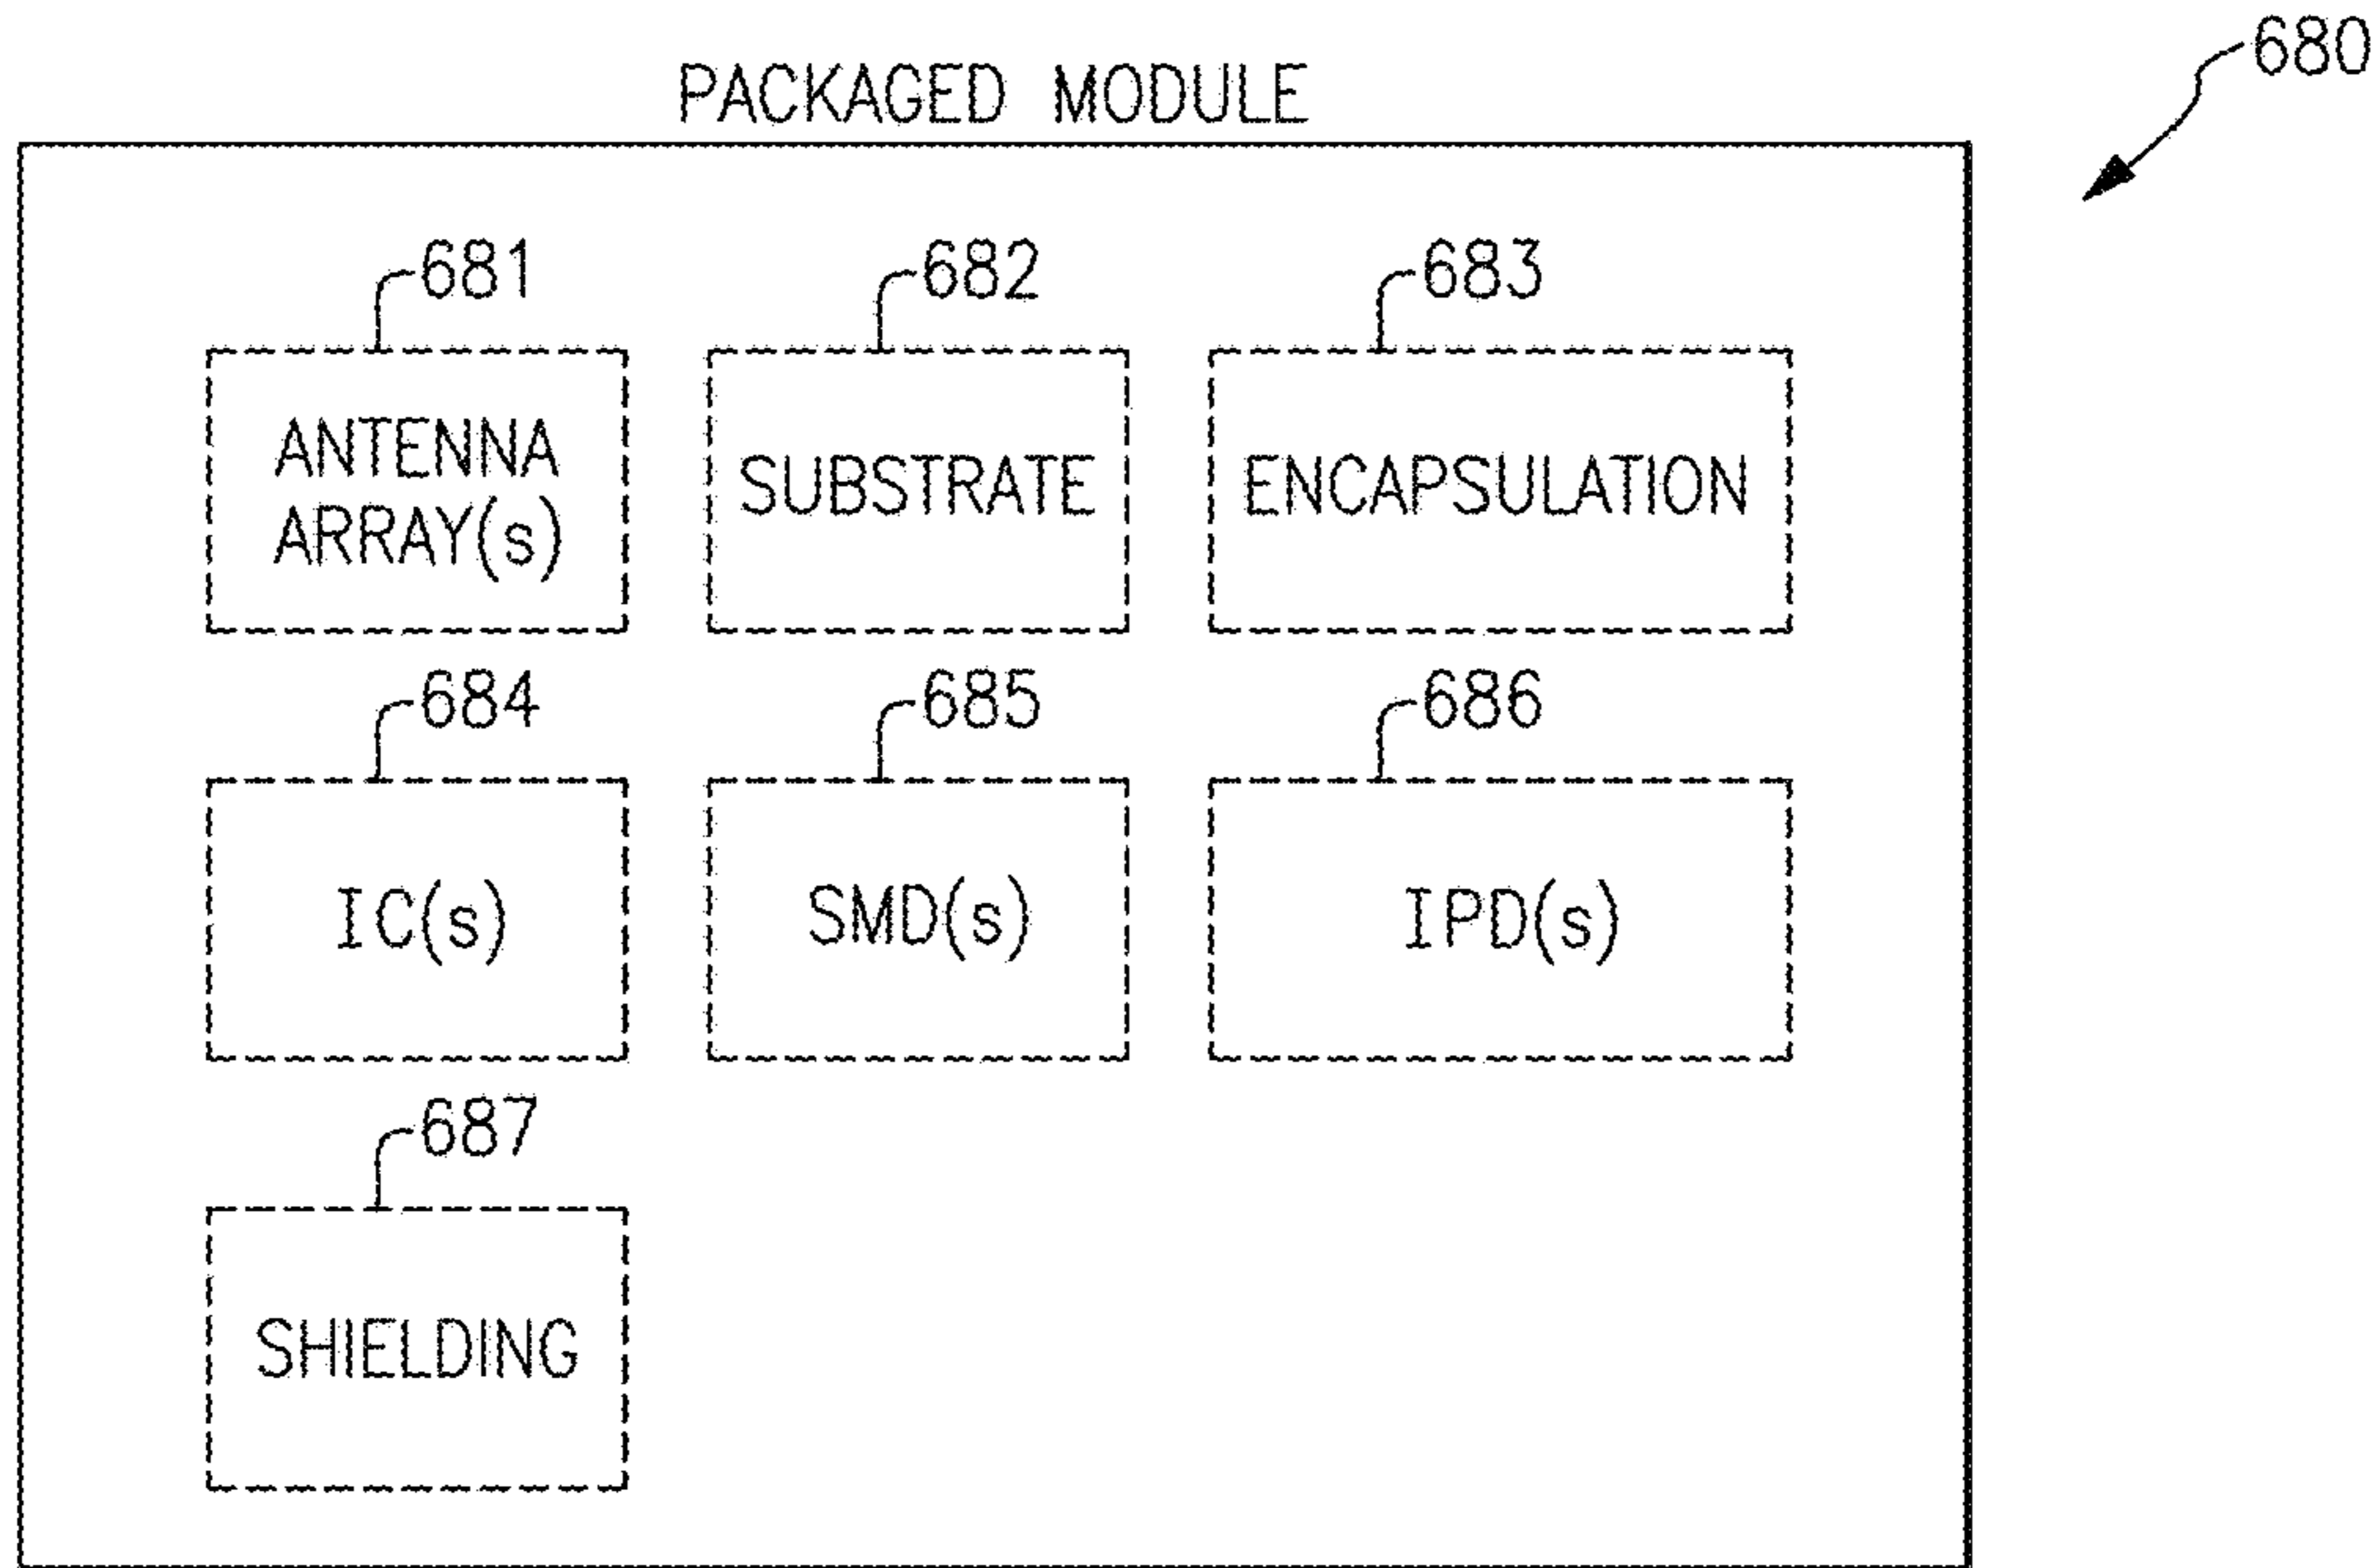 680
PACKAGED MODULE
681
682
683
ANTENNA
ARRAY(s)
SUBSTRATE
ENCAPSULATION
684
685
686
IC(s)
SMD(s)
IPD(s)
687
SHIELDING